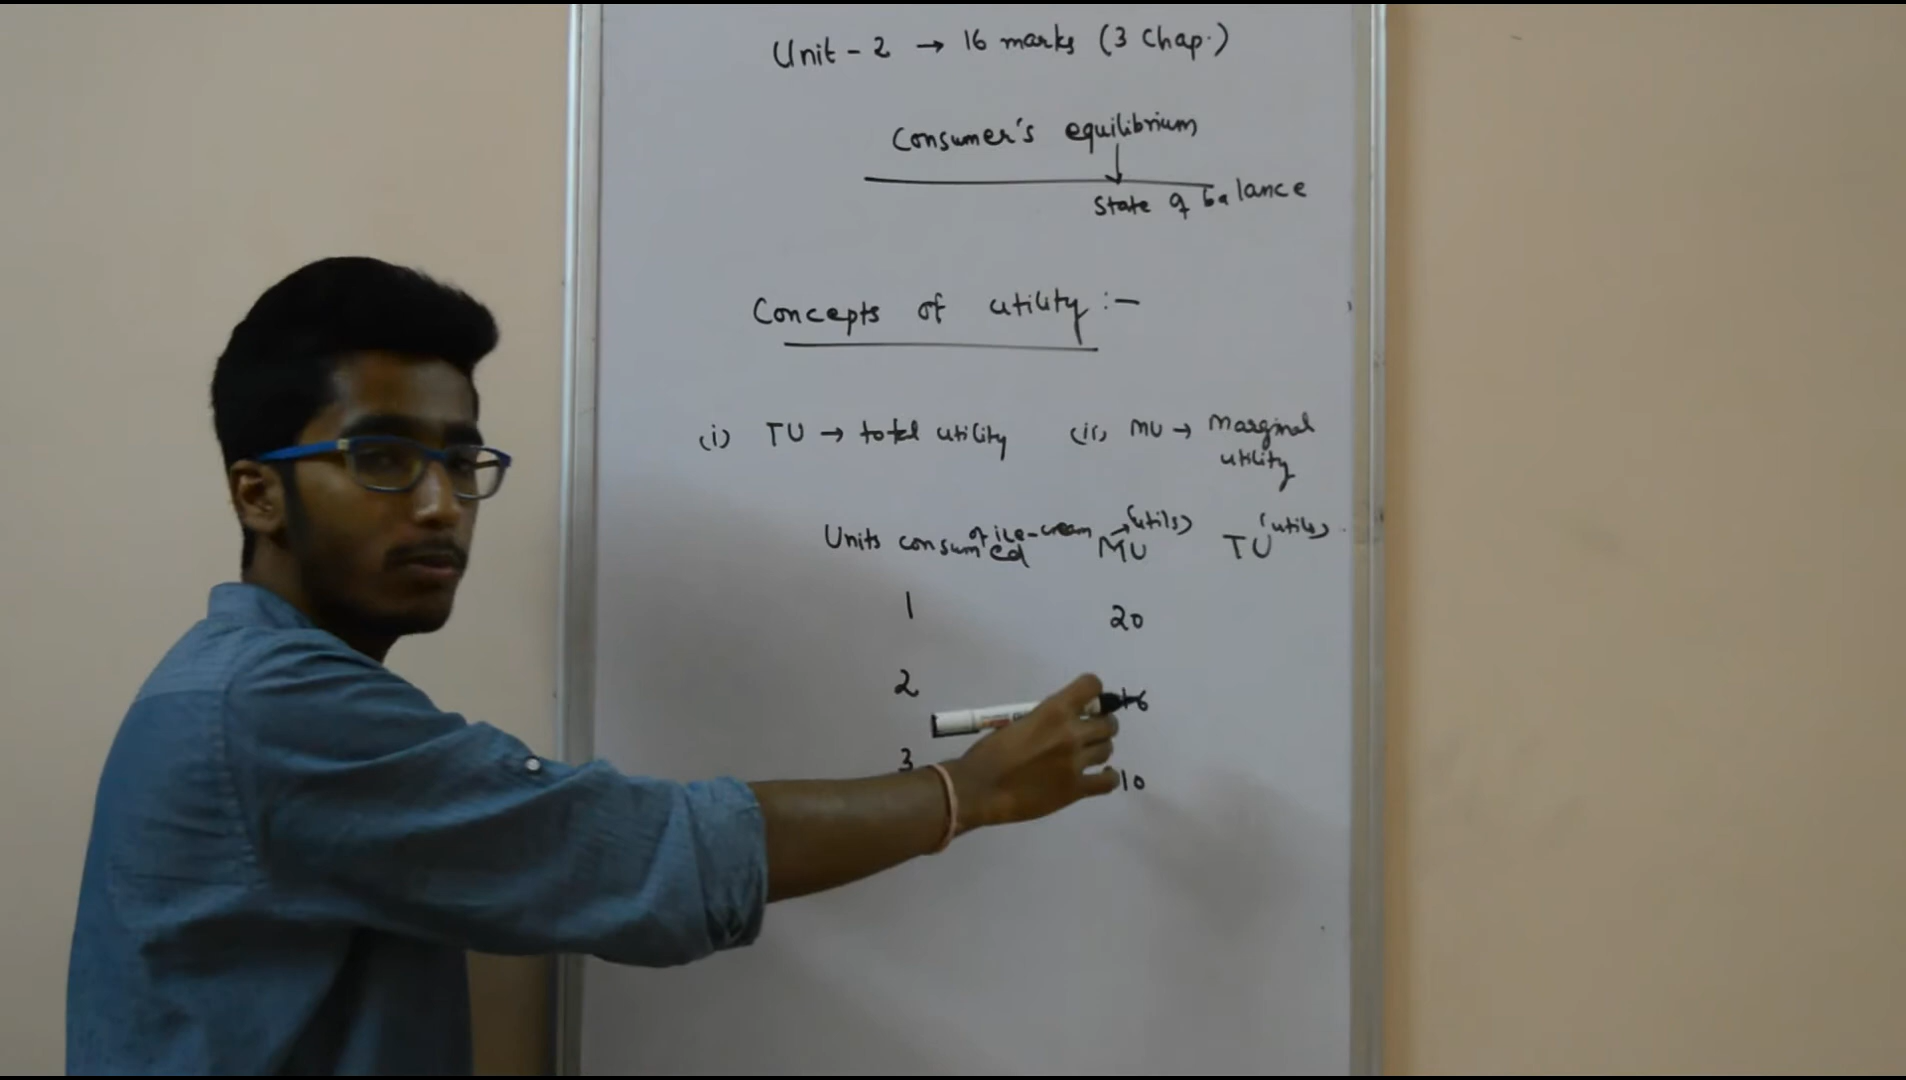 Unit - 2 → 16 marks (3 Chap.)
Consumer's equilibrium
State of balance
Concepts of utility :-
(i) TU → total utility (ii) MU → Marginal utility
Units consumed of ice-cream MU → (utils) TU (utils)
1 20
2 16
3 10